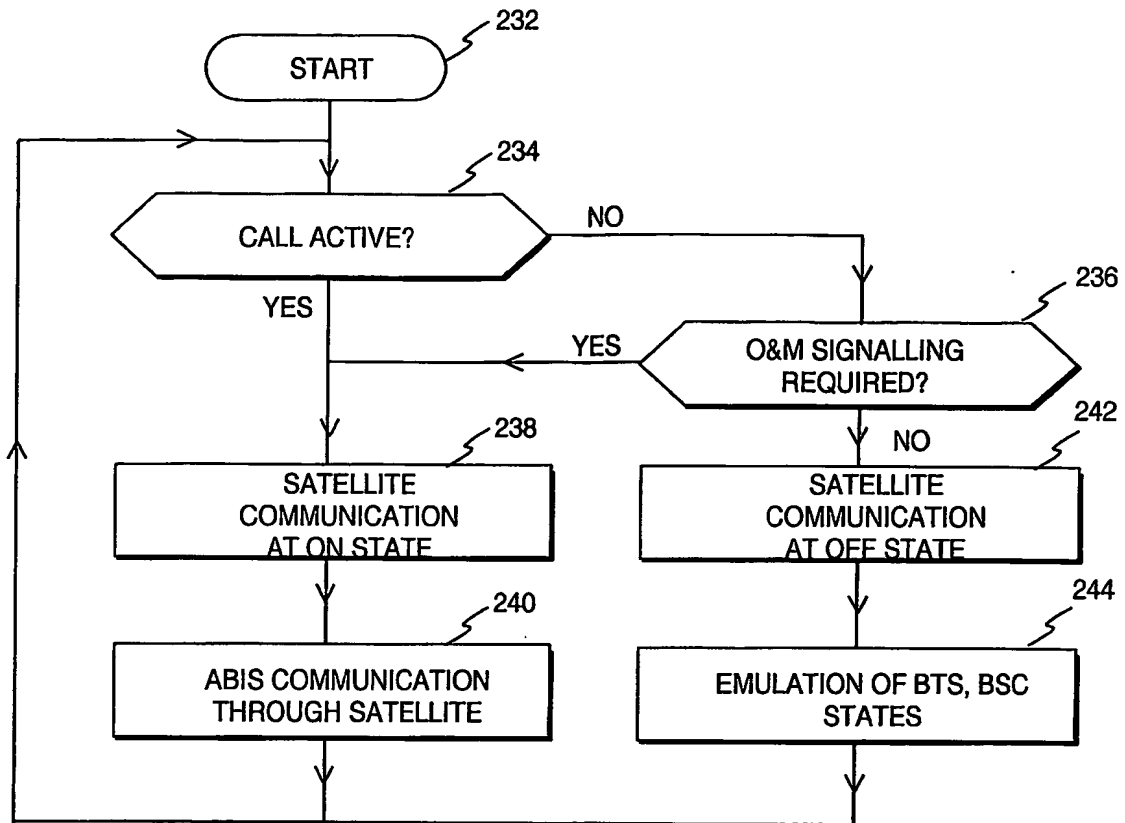 232
START
234
CALL ACTIVE?
NO
236
YES
YES
O&M SIGNALLING
REQUIRED?
238
NO
242
SATELLITE
COMMUNICATION
AT ON STATE
SATELLITE
COMMUNICATION
AT OFF STATE
240
244
ABIS COMMUNICATION
THROUGH SATELLITE
EMULATION OF BTS, BSC
STATES